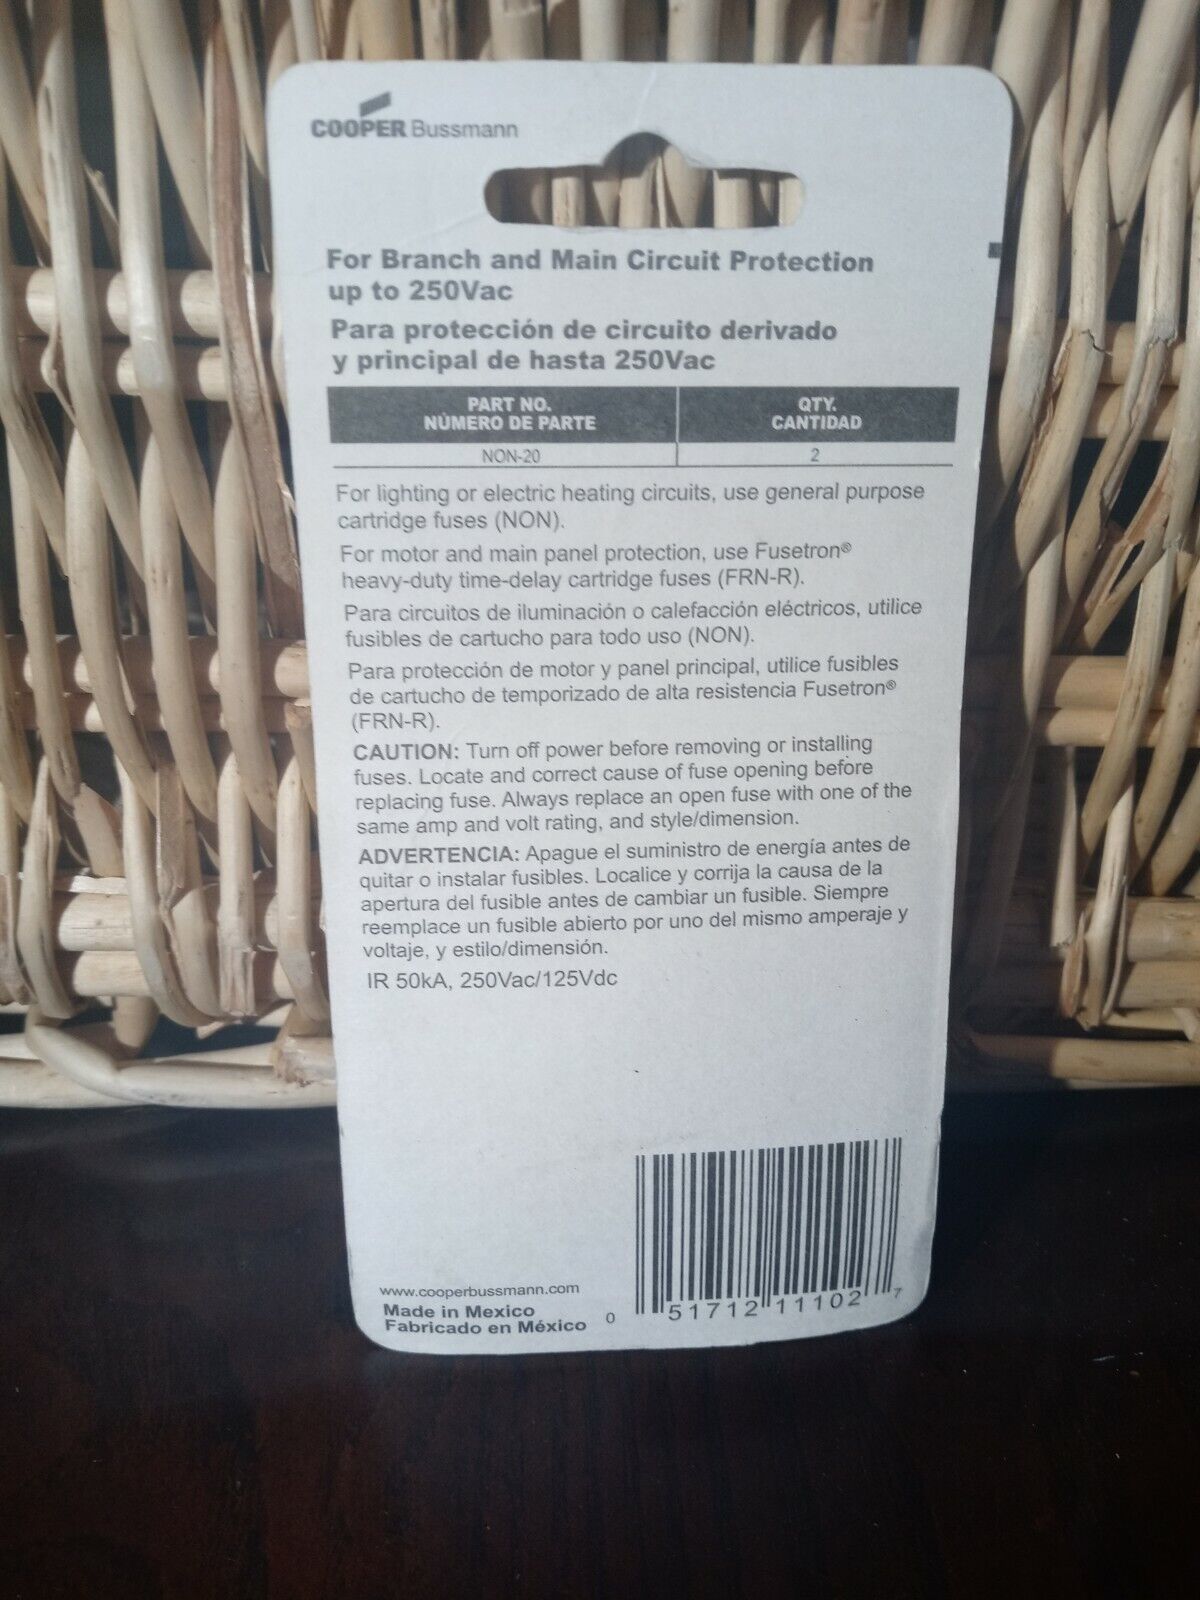 COOPER Bussmann
For Branch and Main Circuit Protection
up to 250Vac
Para protección de circuito derivado
y principal de hasta 250Vac
PART NO. QTY.
NÚMERO DE PARTE CANTIDAD
NON-20 2
For lighting or electric heating circuits, use general purpose
cartridge fuses (NON).
For motor and main panel protection, use Fusetron®
heavy-duty time-delay cartridge fuses (FRN-R).
Para circuitos de iluminación o calefacción eléctricos, utilice
fusibles de cartucho para todo uso (NON).
Para protección de motor y panel principal, utilice fusibles
de cartucho de temporizado de alta resistencia Fusetron®
(FRN-R).
CAUTION: Turn off power before removing or installing
fuses. Locate and correct cause of fuse opening before
replacing fuse. Always replace an open fuse with one of the
same amp and volt rating, and style/dimension.
ADVERTENCIA: Apague el suministro de energía antes de
quitar o instalar fusibles. Localice y corrija la causa de la
apertura del fusible antes de cambiar un fusible. Siempre
reemplace un fusible abierto por uno del mismo amperaje y
voltaje, y estilo/dimensión.
IR 50kA, 250Vac/125Vdc
www.cooperbussmann.com
Made in Mexico
Fabricado en México
0 51712 11102 7